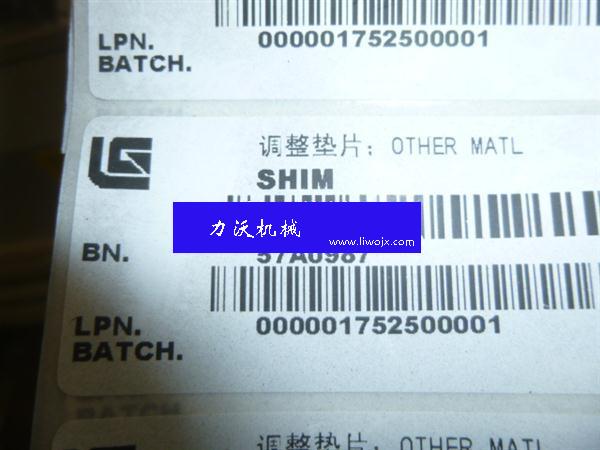 LPN.
000001752500001
BATCH.
调整垫片; OTHER MATL
SHIM
力沃机械
www.liwojx.com
BN.
57A0987
LPN.
000001752500001
BATCH.
调整垫片; OTHER MATL